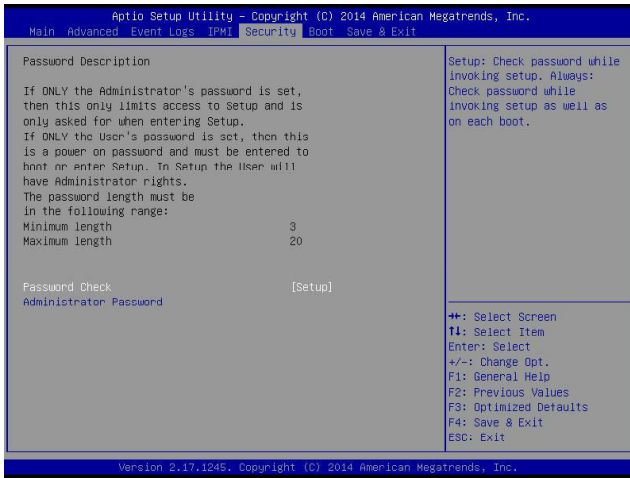 Aptio Setup Utility – Copyright (C) 2014 American Megatrends, Inc.
Main Advanced Event Logs IPMI Security Boot Save & Exit
Password Description
If ONLY the Administrator's password is set,
then this only limits access to Setup and is
only asked for when entering Setup.
If ONLY the User's password is set, then this
is a power on password and must be entered to
boot or enter Setup. In Setup the User will
have Administrator rights.
The password length must be
in the following range:
Minimum length 3
Maximum length 20
Password Check [Setup]
Administrator Password
Setup: Check password while
invoking setup. Always:
Check password while
invoking setup as well as
on each boot.
→←: Select Screen
↑↓: Select Item
Enter: Select
+/-: Change Opt.
F1: General Help
F2: Previous Values
F3: Optimized Defaults
F4: Save & Exit
ESC: Exit
Version 2.17.1245. Copyright (C) 2014 American Megatrends, Inc.